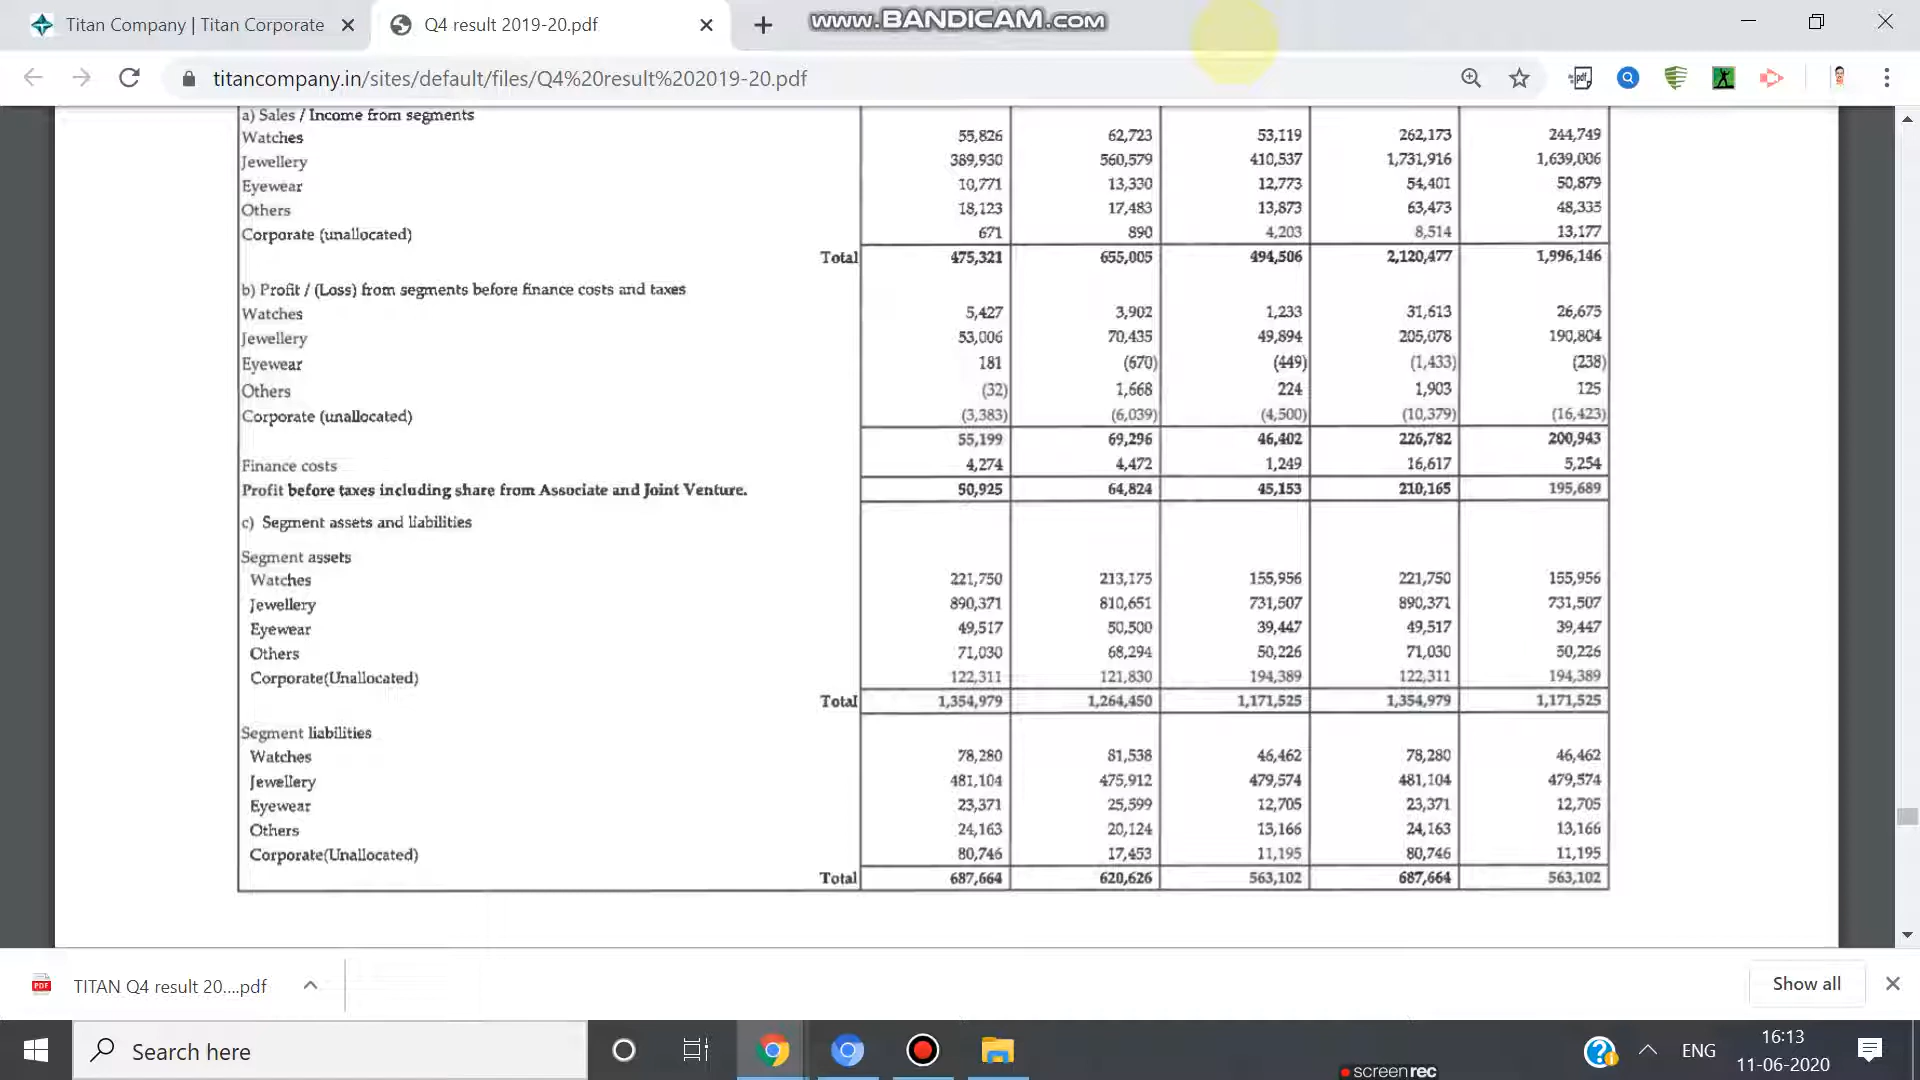 Titan Company | Titan Corporate
Q4 result 2019-20.pdf
www.BANDICAM.com
titancompany.in/sites/default/files/Q4%20result%202019-20.pdf
a) Sales / Income from segments
Watches 55,826 62,723 53,119 262,173 244,749
Jewellery 389,930 560,579 410,537 1,731,916 1,639,006
Eyewear 10,771 13,330 12,773 54,401 50,879
Others 18,123 17,483 13,873 63,473 48,335
Corporate (unallocated) 671 890 4,203 8,514 13,177
Total 475,321 655,005 494,506 2,120,477 1,996,146
b) Profit / (Loss) from segments before finance costs and taxes
Watches 5,427 3,902 1,233 31,613 26,675
Jewellery 53,006 70,435 49,894 205,078 190,804
Eyewear 181 (670) (449) (1,433) (238)
Others (32) 1,668 224 1,903 125
Corporate (unallocated) (3,383) (6,039) (4,500) (10,379) (16,423)
55,199 69,296 46,402 226,782 200,943
Finance costs 4,274 4,472 1,249 16,617 5,254
Profit before taxes including share from Associate and Joint Venture. 50,925 64,824 45,153 210,165 195,689
c) Segment assets and liabilities
Segment assets
Watches 221,750 213,175 155,956 221,750 155,956
Jewellery 890,371 810,651 731,507 890,371 731,507
Eyewear 49,517 50,500 39,447 49,517 39,447
Others 71,030 68,294 50,226 71,030 50,226
Corporate(Unallocated) 122,311 121,830 194,389 122,311 194,389
Total 1,354,979 1,264,450 1,171,525 1,354,979 1,171,525
Segment liabilities
Watches 78,280 81,538 46,462 78,280 46,462
Jewellery 481,104 475,912 479,574 481,104 479,574
Eyewear 23,371 25,599 12,705 23,371 12,705
Others 24,163 20,124 13,166 24,163 13,166
Corporate(Unallocated) 80,746 17,453 11,195 80,746 11,195
Total 687,664 620,626 563,102 687,664 563,102
PDF
TITAN Q4 result 20....pdf
Show all
Search here
ENG
16:13
11-06-2020
screenrec